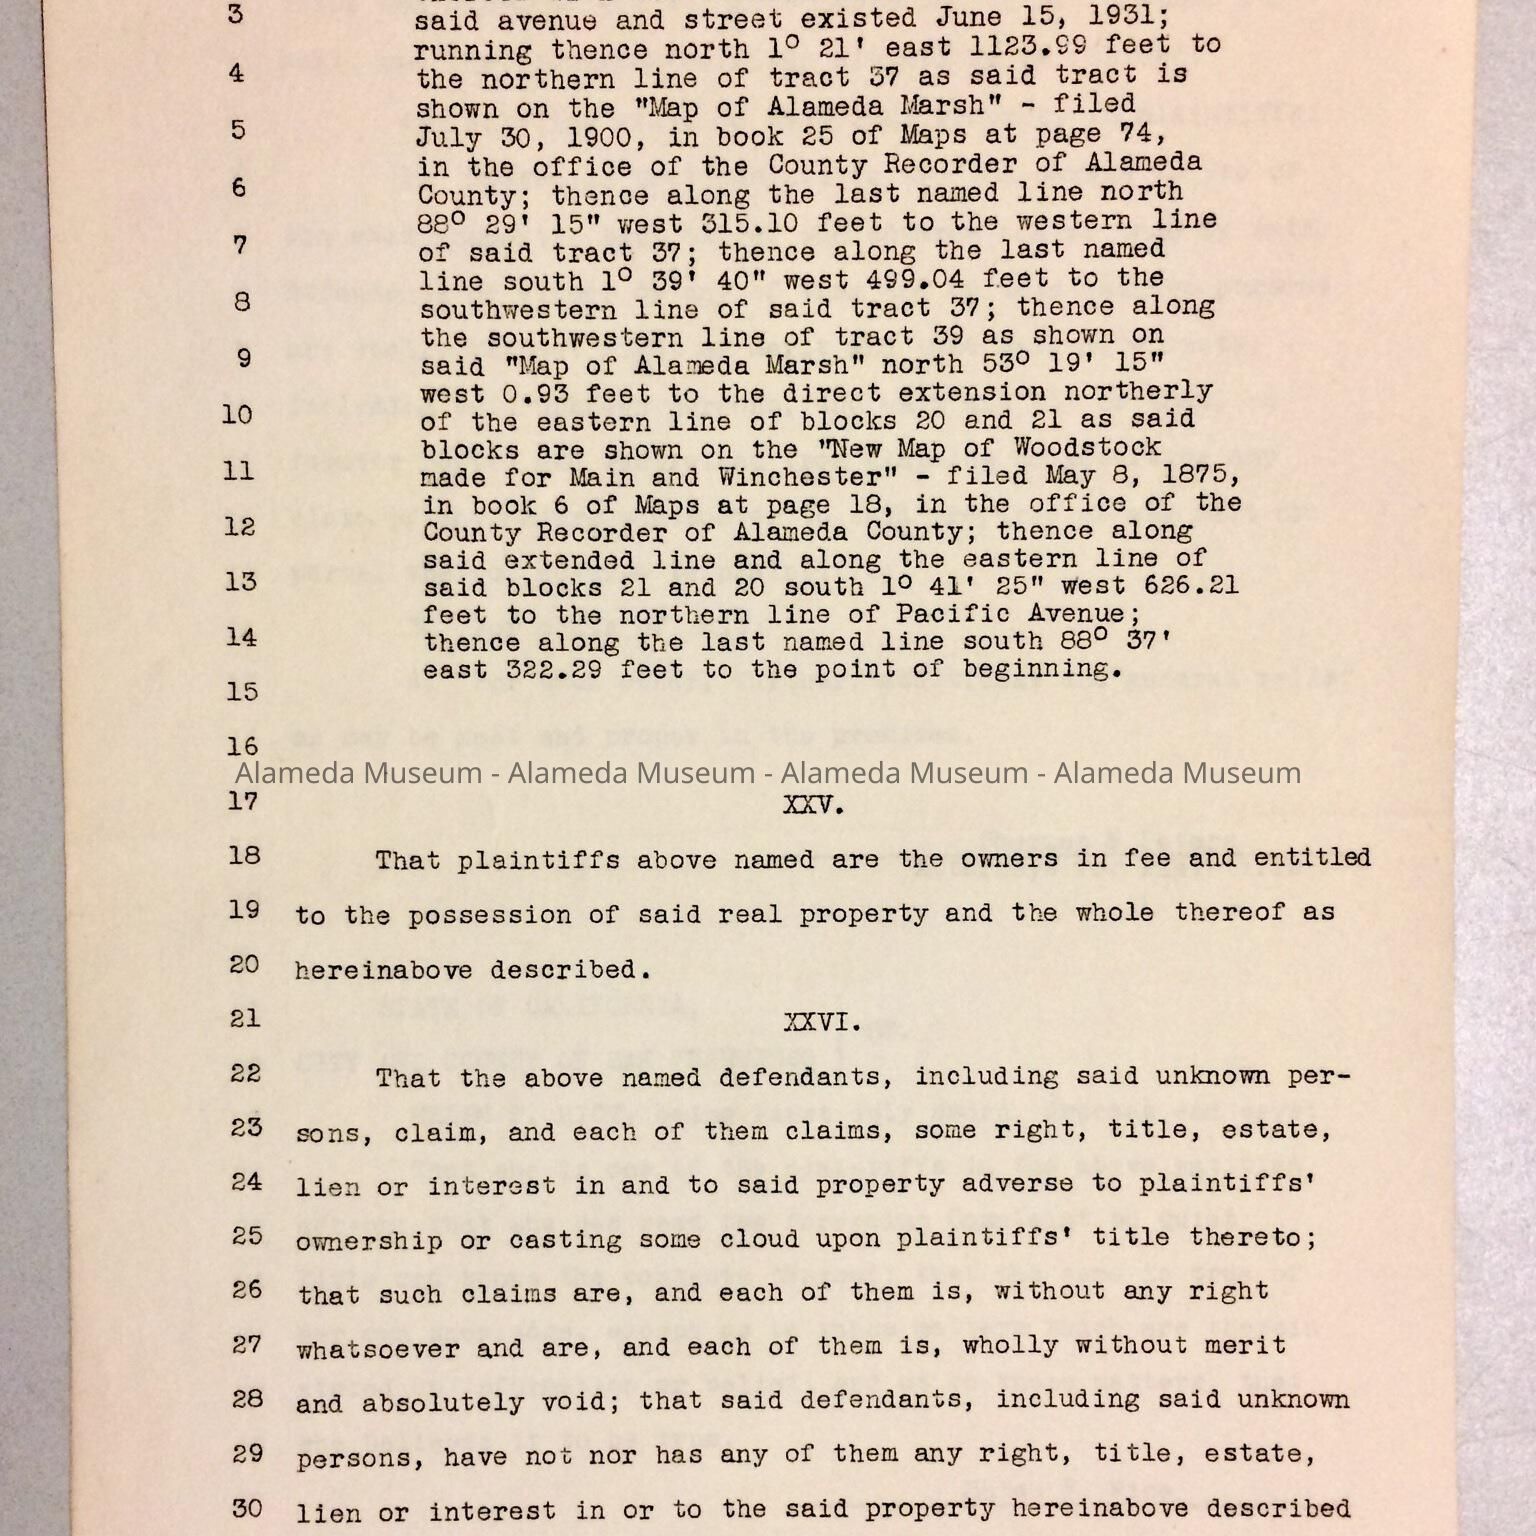 3
said avenue and street existed June 15, 1931;
running thence north 1° 21' east 1123.99 feet to
4
the northern line of tract 37 as said tract is
shown on the "Map of Alameda Marsh" - filed
5
July 30, 1900, in book 25 of Maps at page 74,
in the office of the County Recorder of Alameda
6
County; thence along the last named line north
88° 29' 15" west 315.10 feet to the western line
7
of said tract 37; thence along the last named
line south 1° 39' 40" west 499.04 feet to the
8
southwestern line of said tract 37; thence along
the southwestern line of tract 39 as shown on
9
said "Map of Alameda Marsh" north 53° 19' 15"
west 0.93 feet to the direct extension northerly
10
of the eastern line of blocks 20 and 21 as said
blocks are shown on the "New Map of Woodstock
11
made for Main and Winchester" - filed May 8, 1875,
in book 6 of Maps at page 18, in the office of the
12
County Recorder of Alameda County; thence along
said extended line and along the eastern line of
13
said blocks 21 and 20 south 1° 41' 25" west 626.21
feet to the northern line of Pacific Avenue;
14
thence along the last named line south 88° 37'
east 322.29 feet to the point of beginning.
15
16
Alameda Museum - Alameda Museum - Alameda Museum - Alameda Museum
17 XXV.
18 That plaintiffs above named are the owners in fee and entitled
19 to the possession of said real property and the whole thereof as
20 hereinabove described.
21 XXVI.
22 That the above named defendants, including said unknown per-
23 sons, claim, and each of them claims, some right, title, estate,
24 lien or interest in and to said property adverse to plaintiffs'
25 ownership or casting some cloud upon plaintiffs' title thereto;
26 that such claims are, and each of them is, without any right
27 whatsoever and are, and each of them is, wholly without merit
28 and absolutely void; that said defendants, including said unknown
29 persons, have not nor has any of them any right, title, estate,
30 lien or interest in or to the said property hereinabove described